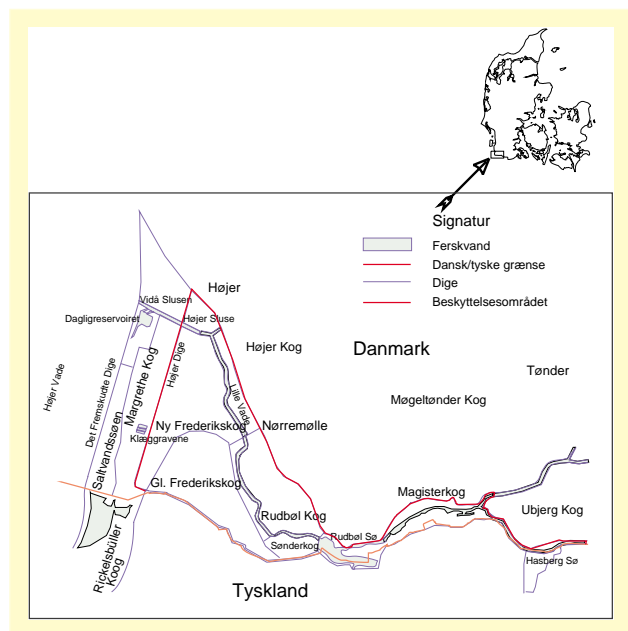 Signatur
Ferskvand
Dansk/tyske grænse
Dige
Beskyttelsesområdet
Højer
Vidå Slusen
Dagligreservoiret
Højer Sluse
Højer Kog
Danmark
Tønder
Højer Vade
Det Fremskudte Dige
Margrethe Kog
Højer Dige
Lille Vade
Møgeltønder Kog
Saltvandssøen
Ny Frederikskog
Nørremølle
Klæggravene
Gl. Frederikskog
Magisterkog
Rudbøl Kog
Ubjerg Kog
Rudbøl Sø
Sønderkog
Hasberg Sø
Rickelsbüller
Koog
Tyskland